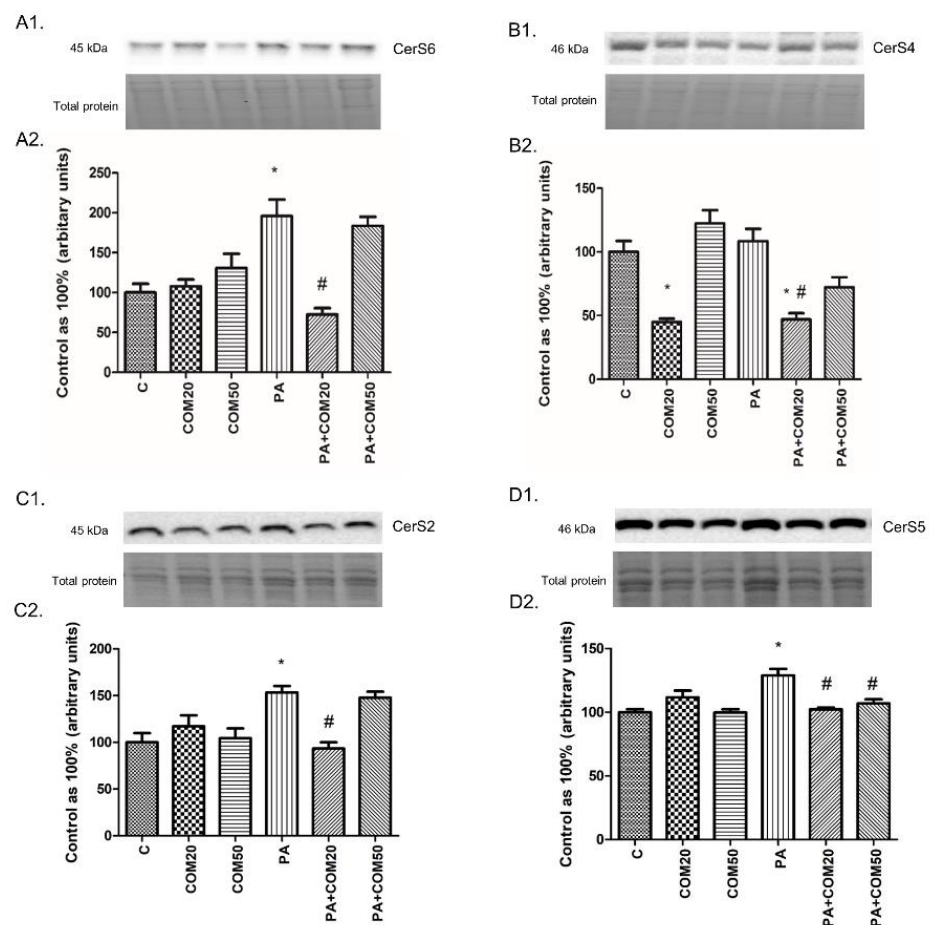 A1.
45 kDa
CerS6
Total protein
A2.
Control as 100% (arbitary units)
250
200
150
100
50
0
*
#
C
COM20
COM50
PA
PA+COM20
PA+COM50
B1.
46 kDa
CerS4
Total protein
B2.
Control as 100% (arbitrary units)
150
100
50
0
*
* #
C
COM20
COM50
PA
PA+COM20
PA+COM50
C1.
45 kDa
CerS2
Total protein
C2.
Control as 100% (arbitrary units)
200
150
100
50
0
*
#
C
COM20
COM50
PA
PA+COM20
PA+COM50
D1.
46 kDa
CerS5
Total protein
D2.
Control as 100% (arbitrary units)
150
100
50
0
*
#
#
C
COM20
COM50
PA
PA+COM20
PA+COM50